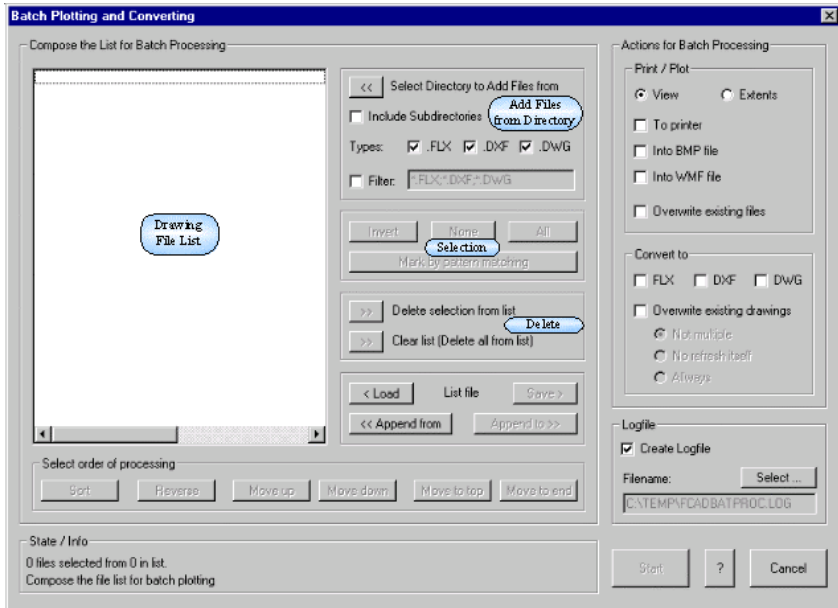 Batch Plotting and Converting
Compose the List for Batch Processing
Drawing
File List
<< Select Directory to Add Files from
Include Subdirectories
Add Files
from Directory
Types: .FLX .DXF .DWG
Filter: *.FLX;*.DXF;*.DWG
Invert None All
Selection
Mark by pattern matching
>> Delete selection from list
Delete
>> Clear list (Delete all from list)
< Load List file Save >
<< Append from Append to >>
Select order of processing
Sort Reverse Move up Move down Move to top Move to end
State / Info
0 files selected from 0 in list.
Compose the file list for batch plotting
Actions for Batch Processing
Print / Plot
View Extents
To printer
Into BMP file
Into WMF file
Overwrite existing files
Convert to
FLX DXF DWG
Overwrite existing drawings
Not multiple
No refresh itself
Always
Logfile
Create Logfile
Filename: Select ...
C:\TEMP\FCADBATPROC.LOG
Start ? Cancel